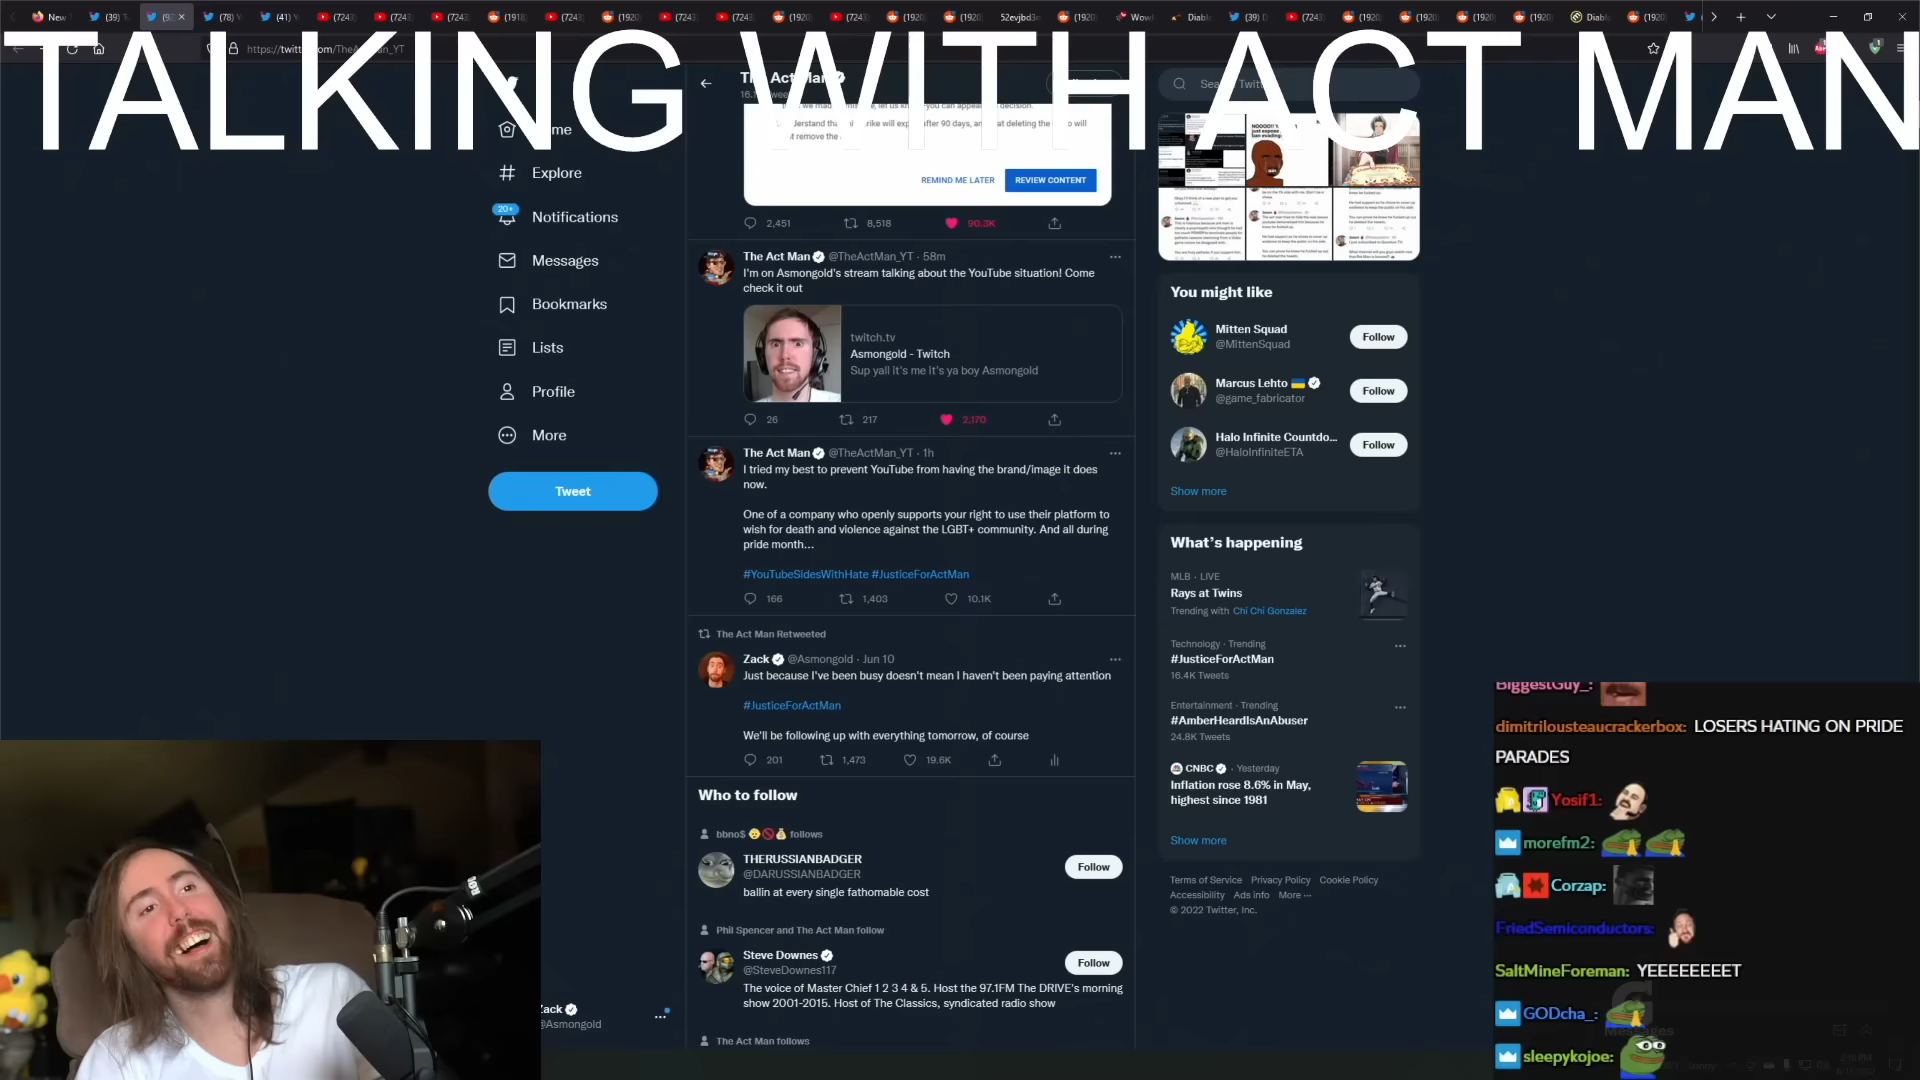 TALKING WITH ACT MAN
https://twitter.com/TheActMan_YT
The Act Man
Explore
Notifications
20+
Messages
Bookmarks
Lists
Profile
More
Tweet
Zack
@Asmongold
REMIND ME LATER REVIEW CONTENT
2,451 8,518 90.3K
The Act Man @TheActMan_YT · 58m
I'm on Asmongold's stream talking about the YouTube situation! Come
check it out
twitch.tv
Asmongold - Twitch
Sup yall it's me it's ya boy Asmongold
26 217 2,170
The Act Man @TheActMan_YT · 1h
I tried my best to prevent YouTube from having the brand/image it does
now.
One of a company who openly supports your right to use their platform to
wish for death and violence against the LGBT+ community. And all during
pride month...
#YouTubeSidesWithHate #JusticeForActMan
166 1,403 10.1K
The Act Man Retweeted
Zack @Asmongold · Jun 10
Just because I've been busy doesn't mean I haven't been paying attention
#JusticeForActMan
We'll be following up with everything tomorrow, of course
201 1,473 19.6K
Who to follow
bbno$ follows
THERUSSIANBADGER
@DARUSSIANBADGER
Follow
ballin at every single fathomable cost
Phil Spencer and The Act Man follow
Steve Downes
@SteveDownes117
Follow
The voice of Master Chief 1 2 3 4 & 5. Host the 97.1FM The DRIVE's morning
show 2001-2015. Host of The Classics, syndicated radio show
The Act Man follows
You might like
Mitten Squad
@MittenSquad
Follow
Marcus Lehto
@game_fabricator
Follow
Halo Infinite Countdo...
@HaloInfiniteETA
Follow
Show more
What's happening
MLB · LIVE
Rays at Twins
Trending with Chi Chi Gonzalez
Technology · Trending
#JusticeForActMan
16.4K Tweets
Entertainment · Trending
#AmberHeardIsAnAbuser
24.8K Tweets
CNBC · Yesterday
Inflation rose 8.6% in May,
highest since 1981
Show more
Terms of Service Privacy Policy Cookie Policy
Accessibility Ads info More ···
© 2022 Twitter, Inc.
BiggestGuy_:
dimitrilousteaucrackerbox: LOSERS HATING ON PRIDE
PARADES
Yosif1:
morefm2:
Corzap:
FriedSemiconductors:
SaltMineForeman: YEEEEEEEET
GODcha_:
sleepykojoe: